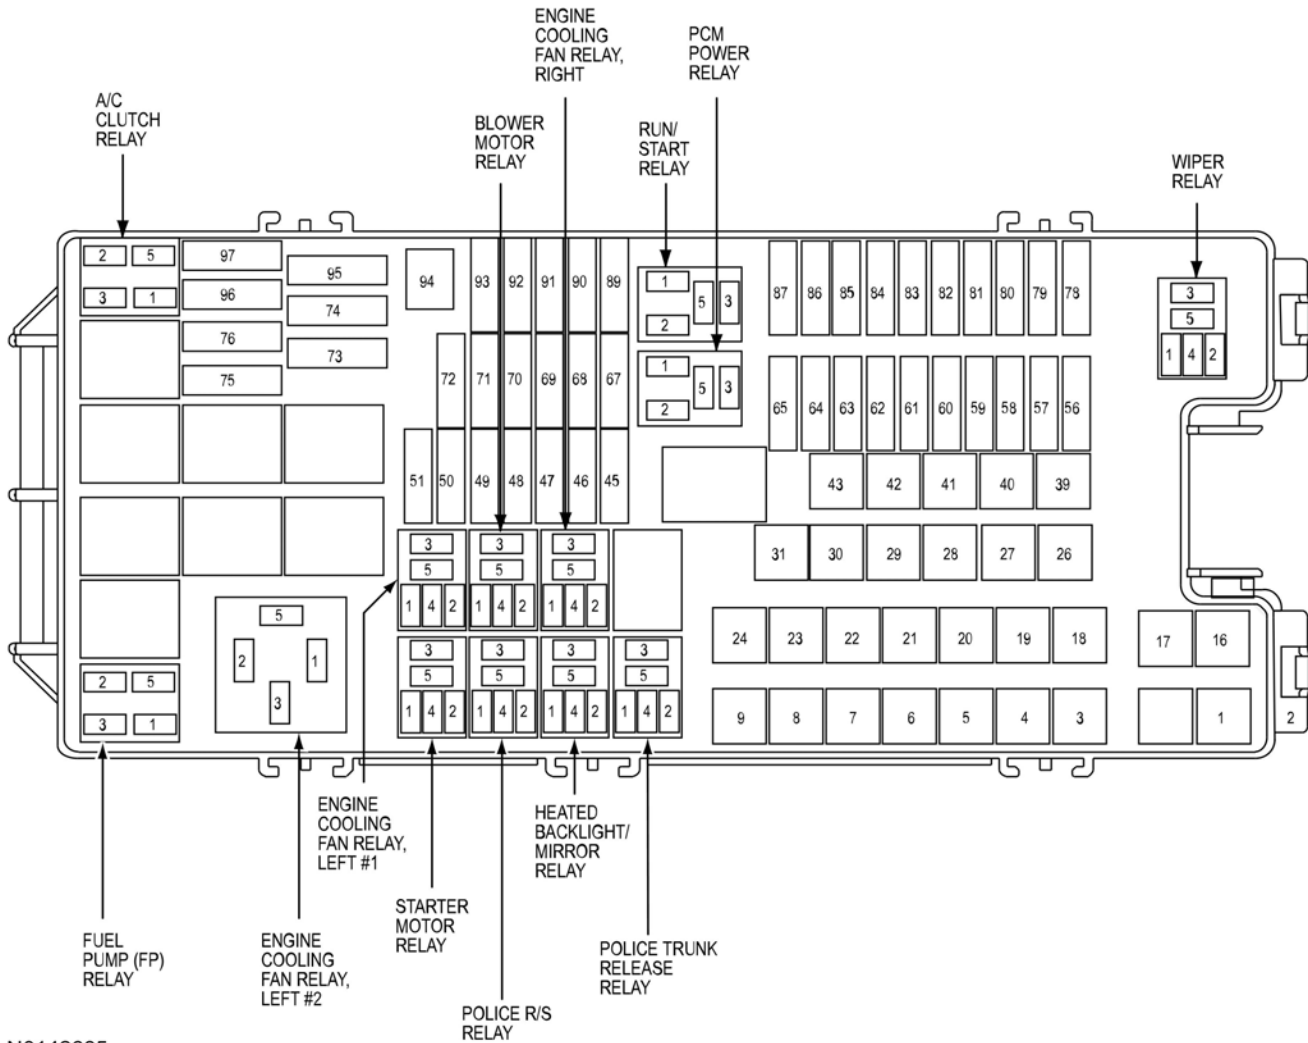 ENGINE
COOLING
FAN RELAY,
RIGHT
PCM
POWER
RELAY
A/C
CLUTCH
RELAY
BLOWER
MOTOR
RELAY
RUN/
START
RELAY
WIPER
RELAY
2 5
3 1
97
96
76
75
95
74
73
94
93 92 91 90 89
72 71 70 69 68 67
51 50 49 48 47 46 45
1
2
5 3
1
2
5 3
87 86 85 84 83 82 81 80 79 78
65 64 63 62 61 60 59 58 57 56
3
5
1 4 2
43 42 41 40 39
31 30 29 28 27 26
24 23 22 21 20 19 18
17 16
9 8 7 6 5 4 3
1
2
3
5
1 4 2
3
5
1 4 2
3
5
1 4 2
3
5
1 4 2
3
5
1 4 2
3
5
1 4 2
3
5
1 4 2
5
2 1
3
2 5
3 1
ENGINE
COOLING
FAN RELAY,
LEFT #1
HEATED
BACKLIGHT/
MIRROR
RELAY
STARTER
MOTOR
RELAY
FUEL
PUMP (FP)
RELAY
ENGINE
COOLING
FAN RELAY,
LEFT #2
POLICE TRUNK
RELEASE
RELAY
POLICE R/S
RELAY